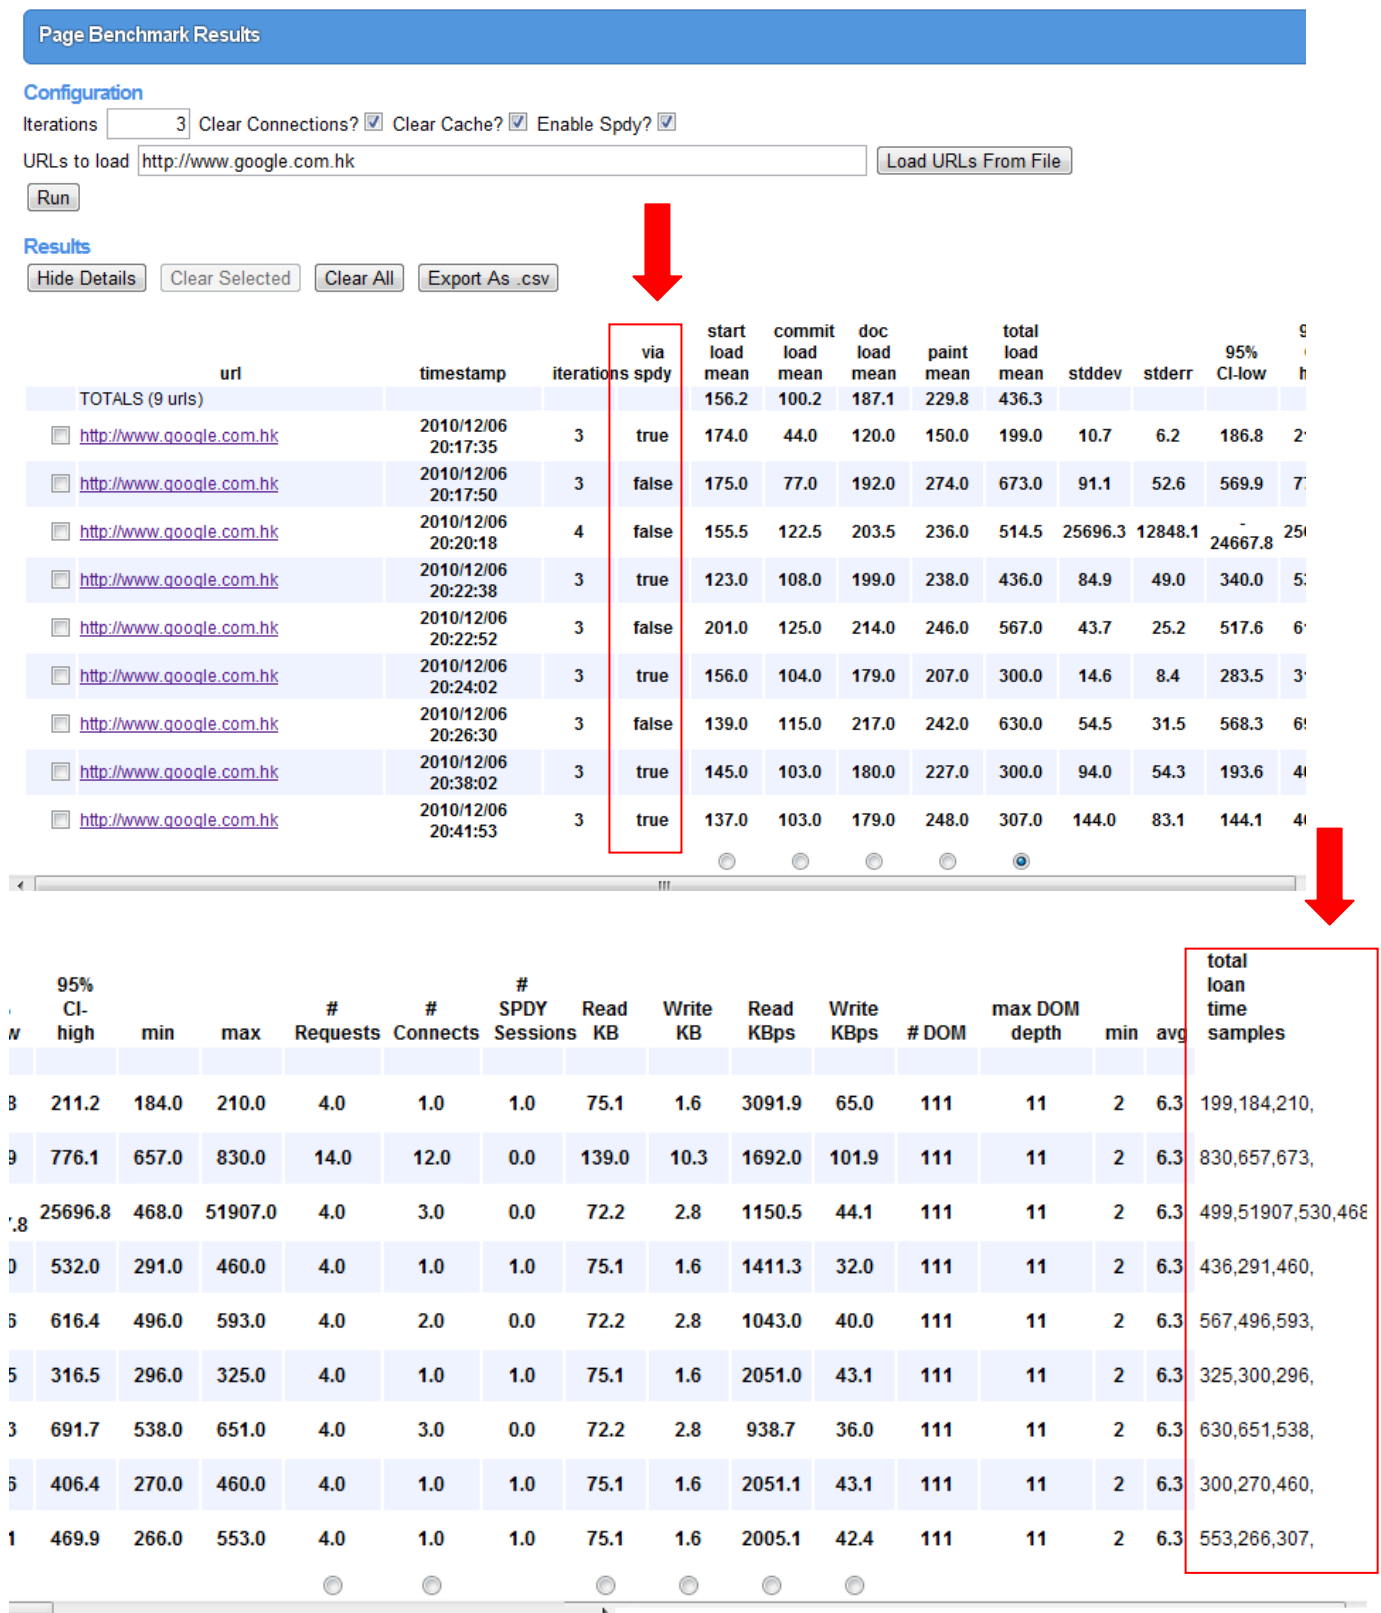 Page Benchmark Results
Configuration
Iterations 3 Clear Connections? Clear Cache? Enable Spdy?
URLs to load http://www.google.com.hk Load URLs From File
Run
Results
Hide Details Clear Selected Clear All Export As .csv
url timestamp iterations via spdy start load mean commit load mean doc load mean paint mean total load mean stddev stderr 95% CI-low
TOTALS (9 urls) 156.2 100.2 187.1 229.8 436.3
http://www.google.com.hk 2010/12/06 20:17:35 3 true 174.0 44.0 120.0 150.0 199.0 10.7 6.2 186.8
http://www.google.com.hk 2010/12/06 20:17:50 3 false 175.0 77.0 192.0 274.0 673.0 91.1 52.6 569.9
http://www.google.com.hk 2010/12/06 20:20:18 4 false 155.5 122.5 203.5 236.0 514.5 25696.3 12848.1 -24667.8
http://www.google.com.hk 2010/12/06 20:22:38 3 true 123.0 108.0 199.0 238.0 436.0 84.9 49.0 340.0
http://www.google.com.hk 2010/12/06 20:22:52 3 false 201.0 125.0 214.0 246.0 567.0 43.7 25.2 517.6
http://www.google.com.hk 2010/12/06 20:24:02 3 true 156.0 104.0 179.0 207.0 300.0 14.6 8.4 283.5
http://www.google.com.hk 2010/12/06 20:26:30 3 false 139.0 115.0 217.0 242.0 630.0 54.5 31.5 568.3
http://www.google.com.hk 2010/12/06 20:38:02 3 true 145.0 103.0 180.0 227.0 300.0 94.0 54.3 193.6
http://www.google.com.hk 2010/12/06 20:41:53 3 true 137.0 103.0 179.0 248.0 307.0 144.0 83.1 144.1
95% CI-high min max # Requests # Connects # SPDY Sessions Read KB Write KB Read KBps Write KBps # DOM max DOM depth min avg total loan time samples
211.2 184.0 210.0 4.0 1.0 1.0 75.1 1.6 3091.9 65.0 111 11 2 6.3 199,184,210,
776.1 657.0 830.0 14.0 12.0 0.0 139.0 10.3 1692.0 101.9 111 11 2 6.3 830,657,673,
25696.8 468.0 51907.0 4.0 3.0 0.0 72.2 2.8 1150.5 44.1 111 11 2 6.3 499,51907,530,468
532.0 291.0 460.0 4.0 1.0 1.0 75.1 1.6 1411.3 32.0 111 11 2 6.3 436,291,460,
616.4 496.0 593.0 4.0 2.0 0.0 72.2 2.8 1043.0 40.0 111 11 2 6.3 567,496,593,
316.5 296.0 325.0 4.0 1.0 1.0 75.1 1.6 2051.0 43.1 111 11 2 6.3 325,300,296,
691.7 538.0 651.0 4.0 3.0 0.0 72.2 2.8 938.7 36.0 111 11 2 6.3 630,651,538,
406.4 270.0 460.0 4.0 1.0 1.0 75.1 1.6 2051.1 43.1 111 11 2 6.3 300,270,460,
469.9 266.0 553.0 4.0 1.0 1.0 75.1 1.6 2005.1 42.4 111 11 2 6.3 553,266,307,